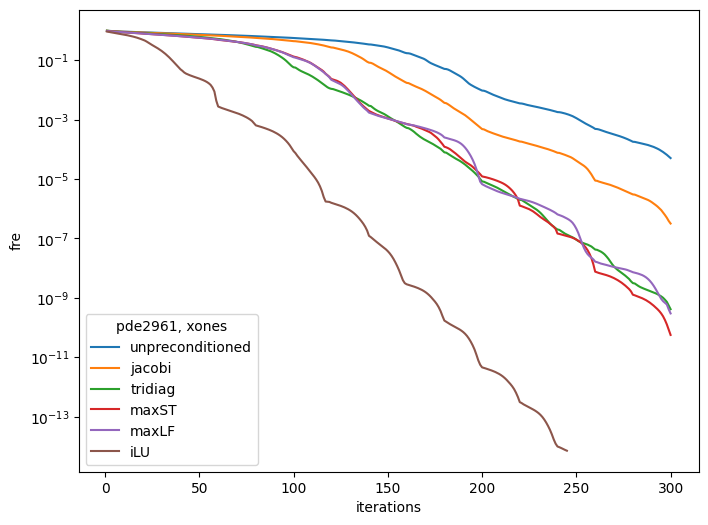 10⁻¹
10⁻³
10⁻⁵
10⁻⁷
10⁻⁹
10⁻¹¹
10⁻¹³
fre
pde2961, xones
unpreconditioned
jacobi
tridiag
maxST
maxLF
iLU
0 50 100 150 200 250 300
iterations